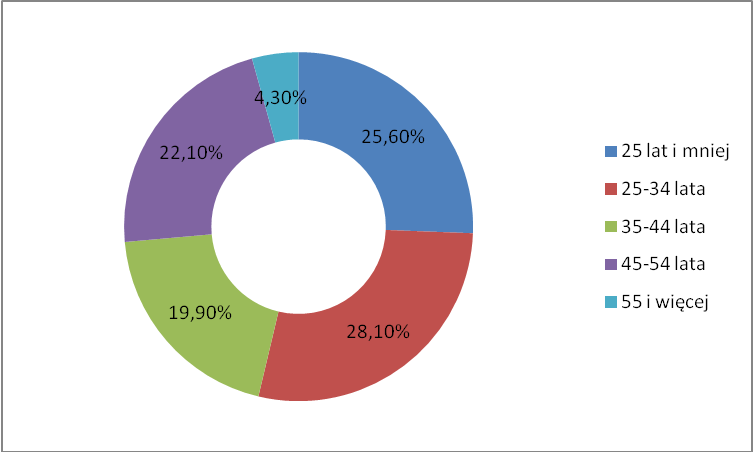 4,30%
25,60%
22,10%
19,90%
28,10%
25 lat i mniej
25-34 lata
35-44 lata
45-54 lata
55 i więcej